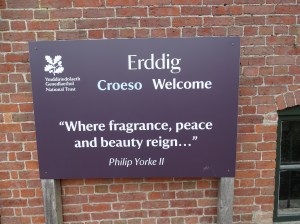 Erddig
Croeso Welcome
Ymddiriedolaeth
Genedlaethol
National Trust
"Where fragrance, peace
and beauty reign..."
Philip Yorke II